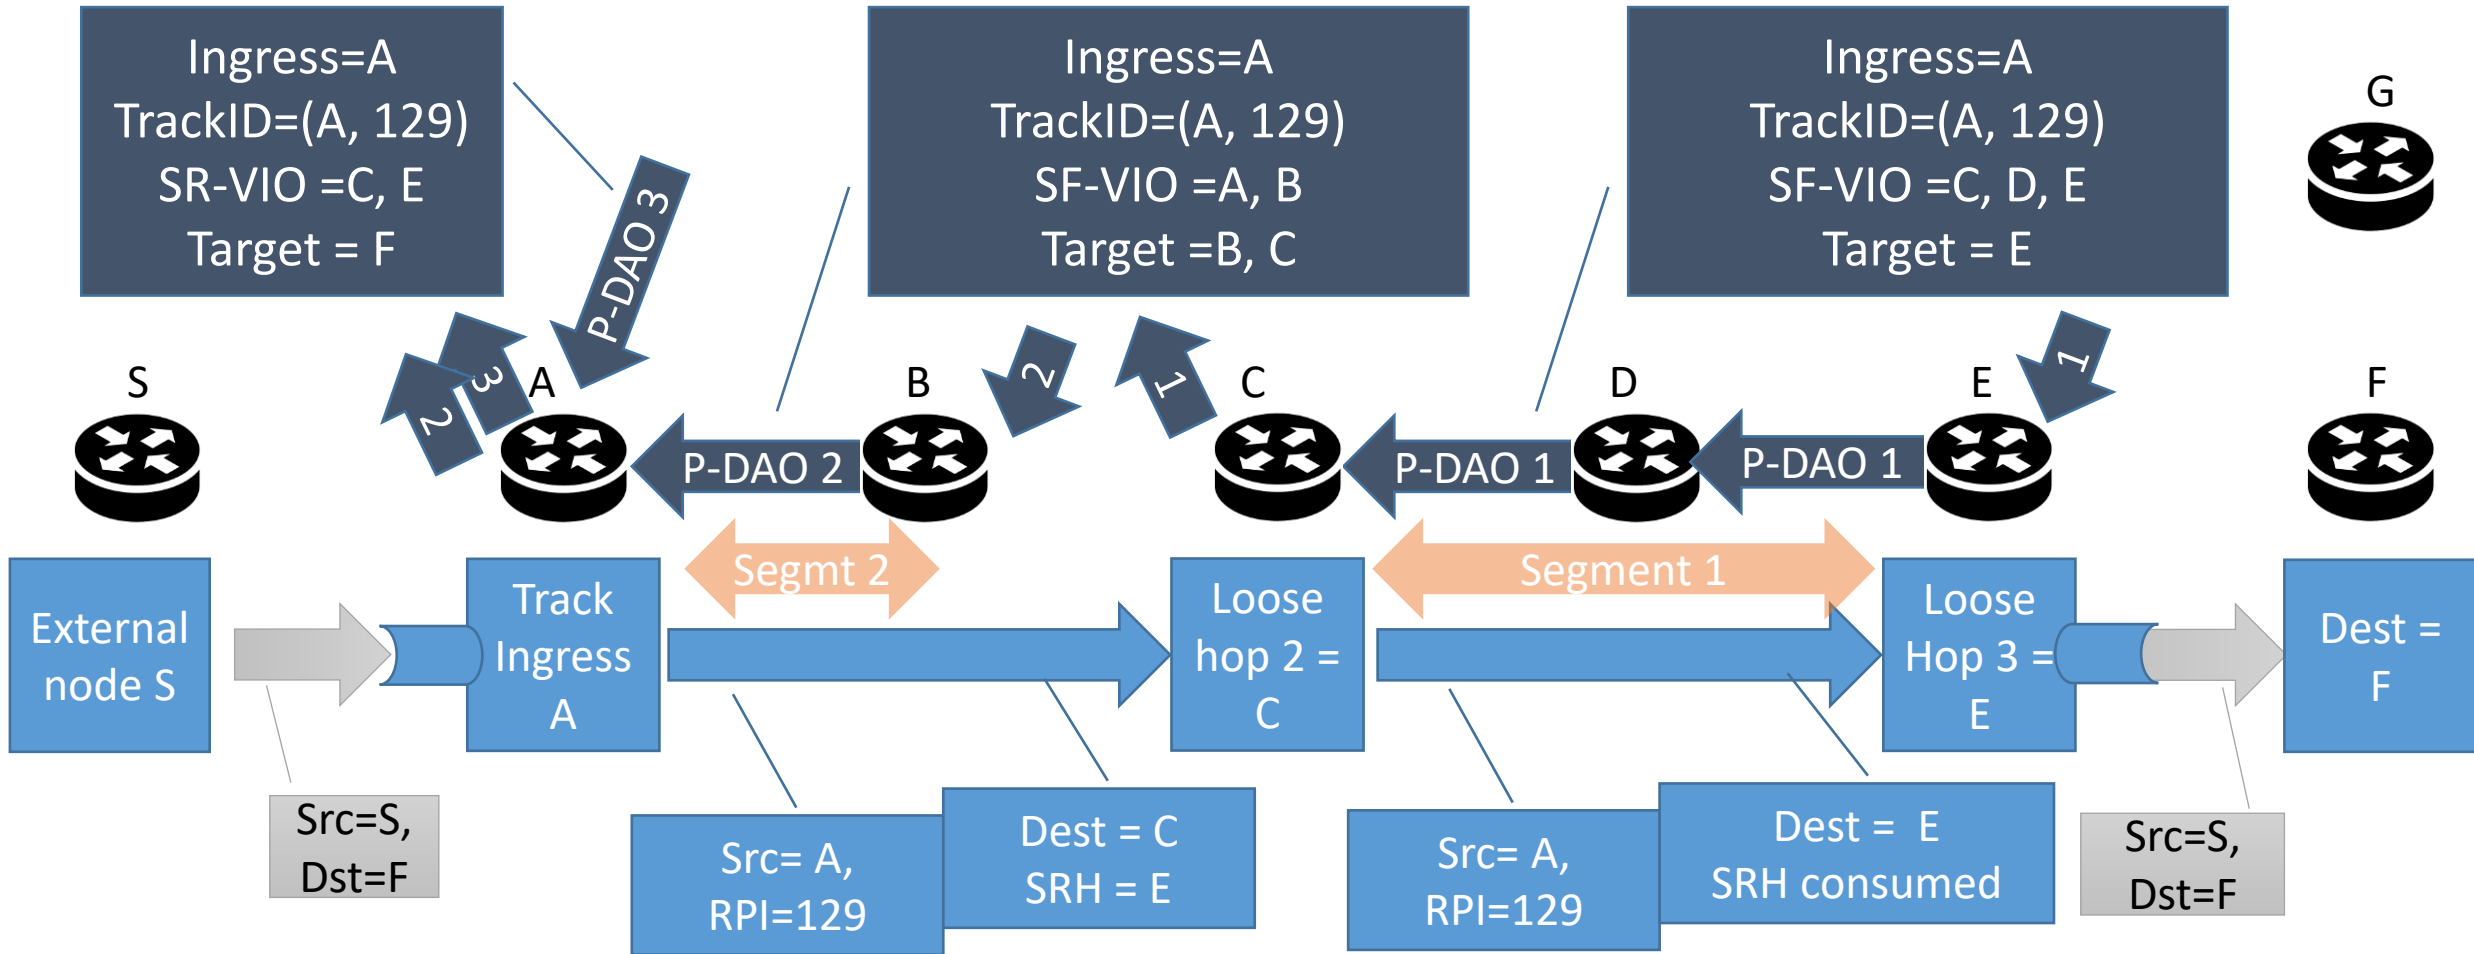 Ingress=A
TrackID=(A, 129)
SR-VIO =C, E
Target = F
Ingress=A
TrackID=(A, 129)
SF-VIO =A, B
Target =B, C
Ingress=A
TrackID=(A, 129)
SF-VIO =C, D, E
Target = E
G
P-DAO 3
2
3
2
1
1
S
A
B
C
D
E
F
P-DAO 2
P-DAO 1
P-DAO 1
Segmt 2
Segment 1
External
node S
Track
Ingress
A
Loose
hop 2 =
C
Loose
Hop 3 =
E
Dest =
F
Src=S,
Dst=F
Src= A,
RPI=129
Dest = C
SRH = E
Src= A,
RPI=129
Dest =  E
SRH consumed
Src=S,
Dst=F